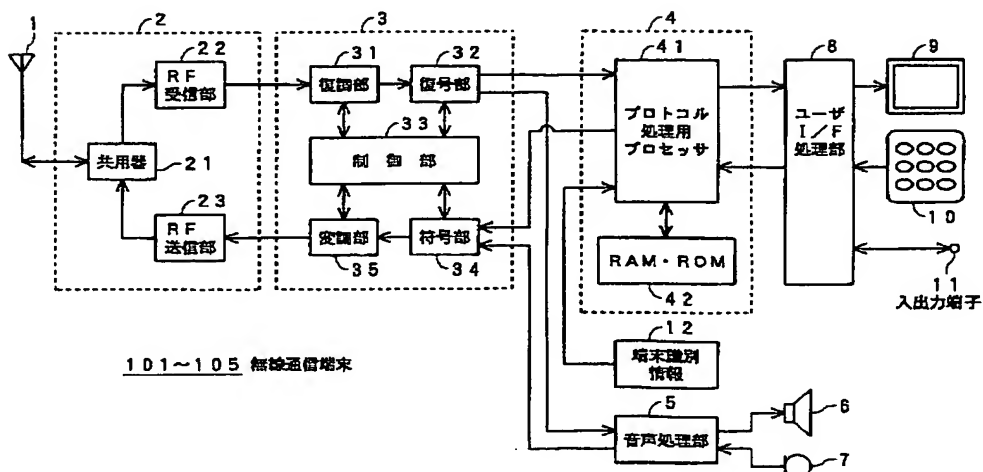 1
2
22
RF
受信部
共用器
21
23
RF
送信部
3
31
復調部
32
復号部
33
制御部
変調部
35
符号部
34
4
41
プロトコル
処理用
プロセッサ
RAM・ROM
42
8
ユーザ
I/F
処理部
9
10
11
入出力端子
12
端末識別
情報
5
音声処理部
6
7
101~105 無線通信端末